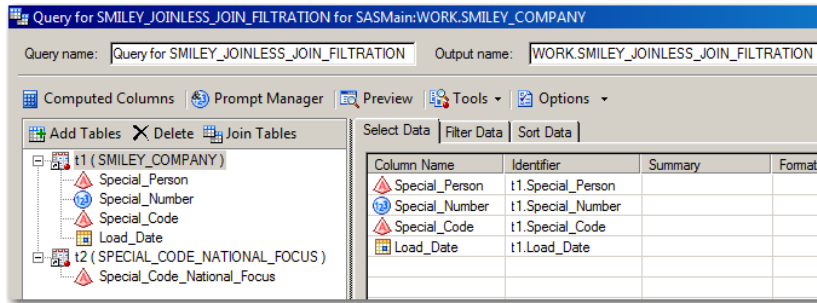 Query for SMILEY_JOINLESS_JOIN_FILTRATION for SASMain:WORK.SMILEY_COMPANY
Query name: Query for SMILEY_JOINLESS_JOIN_FILTRATION Output name: WORK.SMILEY_JOINLESS_JOIN_FILTRATION
Computed Columns Prompt Manager Preview Tools Options
Add Tables Delete Join Tables
Select Data Filter Data Sort Data
t1 ( SMILEY_COMPANY )
Special_Person
Special_Number
Special_Code
Load_Date
t2 ( SPECIAL_CODE_NATIONAL_FOCUS )
Special_Code_National_Focus
Column Name Identifier Summary Format
Special_Person t1.Special_Person
Special_Number t1.Special_Number
Special_Code t1.Special_Code
Load_Date t1.Load_Date